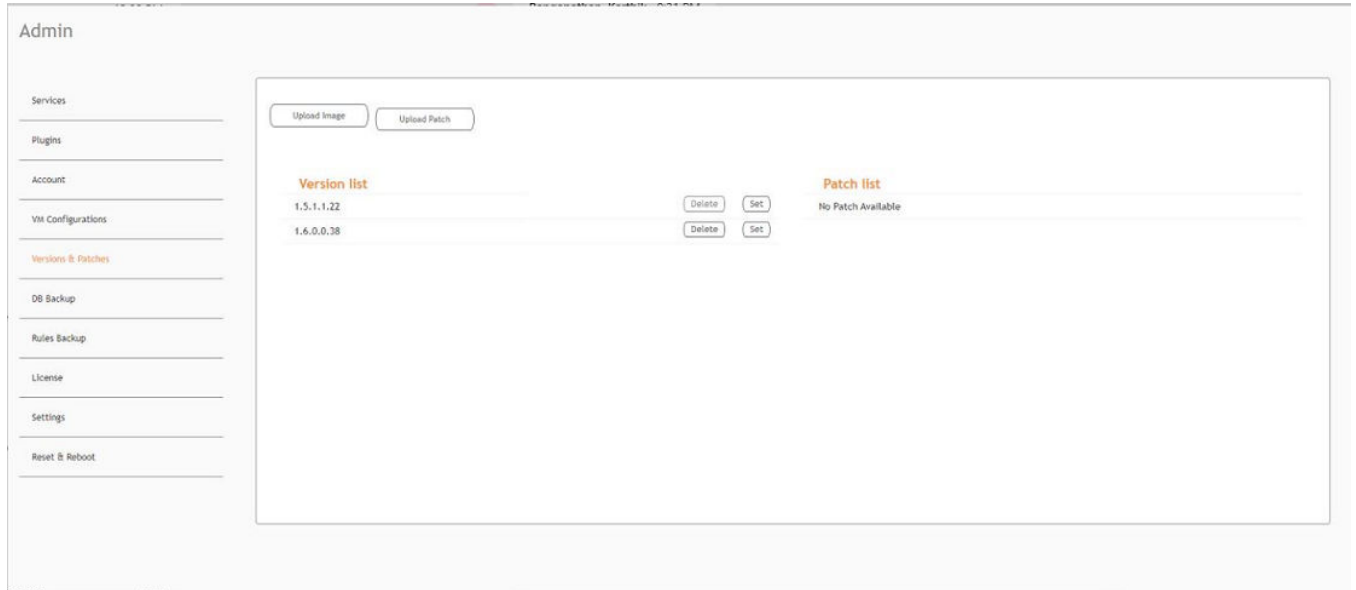 Admin
Services
Plugins
Account
VM Configurations
Versions & Patches
DB Backup
Rules Backup
License
Settings
Reset & Reboot
Upload Image
Upload Patch
Version list
1.5.1.1.22 Delete Set
1.6.0.0.38 Delete Set
Patch list
No Patch Available